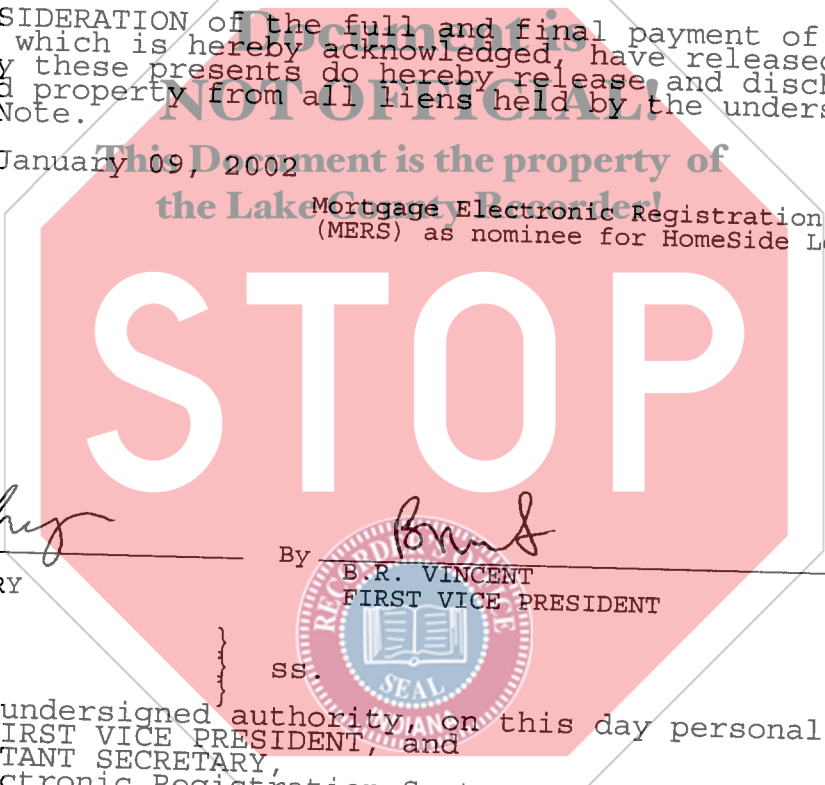 SIDERATION of the full and final payment of
which is hereby acknowledged, have released
y these presents do hereby release and disch
d property from all liens held by the unders
Note.
Document is
NOT OFFICIAL!
This Document is the property of
the Lake County Recorder!
January 09, 2002
Mortgage Electronic Registration
(MERS) as nominee for HomeSide L
STOP
By
B.R. VINCENT
FIRST VICE PRESIDENT
RY
ss.
SEAL
INDIANA
undersigned authority, on this day personal
IRST VICE PRESIDENT, and
TANT SECRETARY,
ctronic Registration